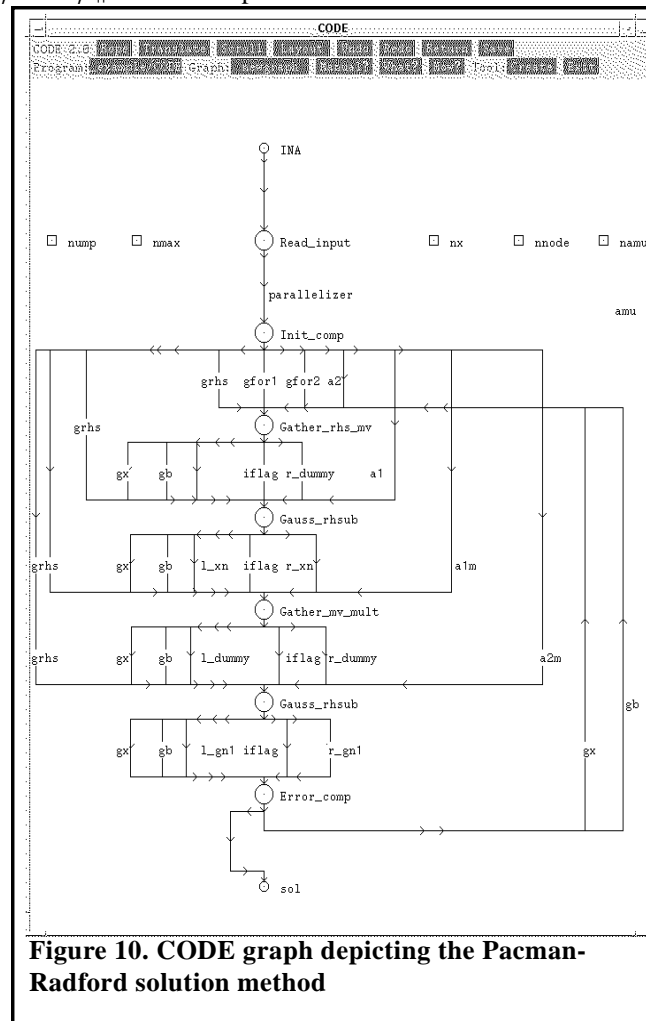 CODE
CODE 2.0
Program: Graph: Tool:
INA
nump nmax Read_input nx nnode namu
parallelizer
amu
Init_comp
grhs gfor1 gfor2 a2
grhs
Gather_rhs_mv
gx gb iflag r_dummy a1
Gauss_rhsub
grhs gx gb l_xn iflag r_xn a1m
Gather_mv_mult
grhs gx gb l_dummy iflag r_dummy a2m
Gauss_rhsub
gb
gx gb l_gn1 iflag r_gn1 gx
Error_comp
sol
Figure 10. CODE graph depicting the Pacman-
Radford solution method